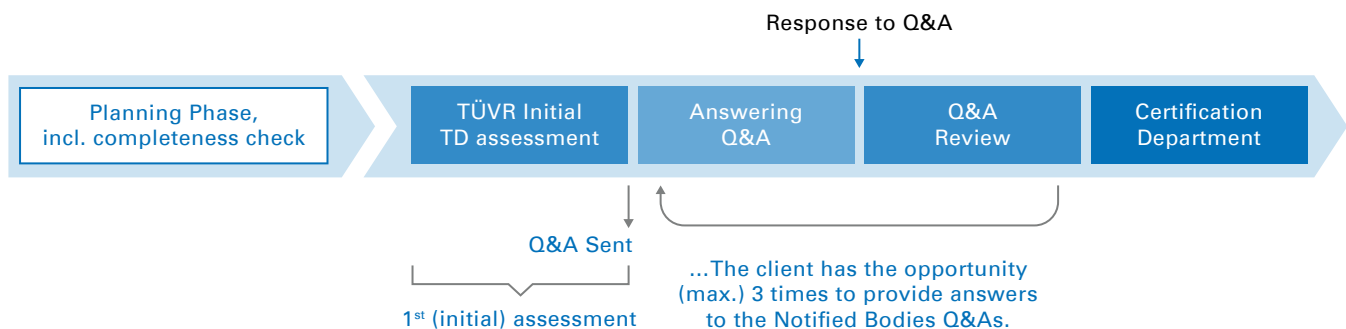 Response to Q&A
Planning Phase,
incl. completeness check
TÜVR Initial
TD assessment
Answering
Q&A
Q&A
Review
Certification
Department
Q&A Sent
1st (initial) assessment
...The client has the opportunity
(max.) 3 times to provide answers
to the Notified Bodies Q&As.